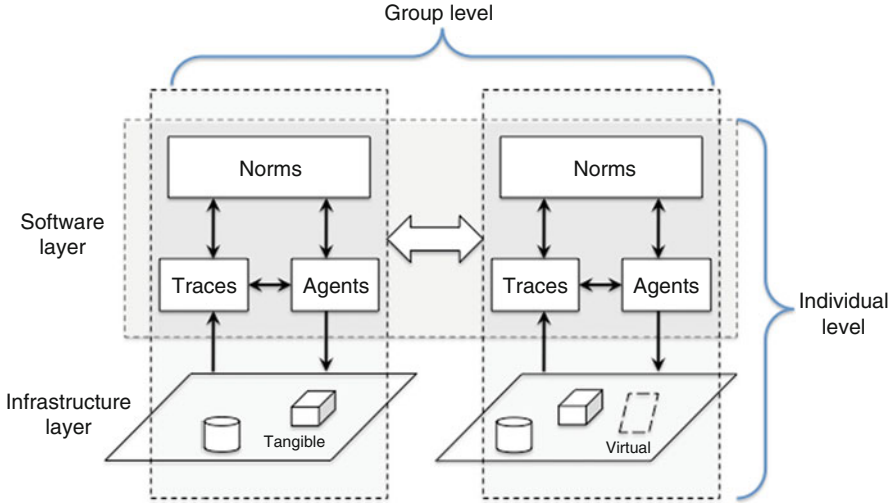 Group level
Norms
Norms
Software
layer
Traces
Agents
Traces
Agents
Individual
level
Infrastructure
layer
Tangible
Virtual